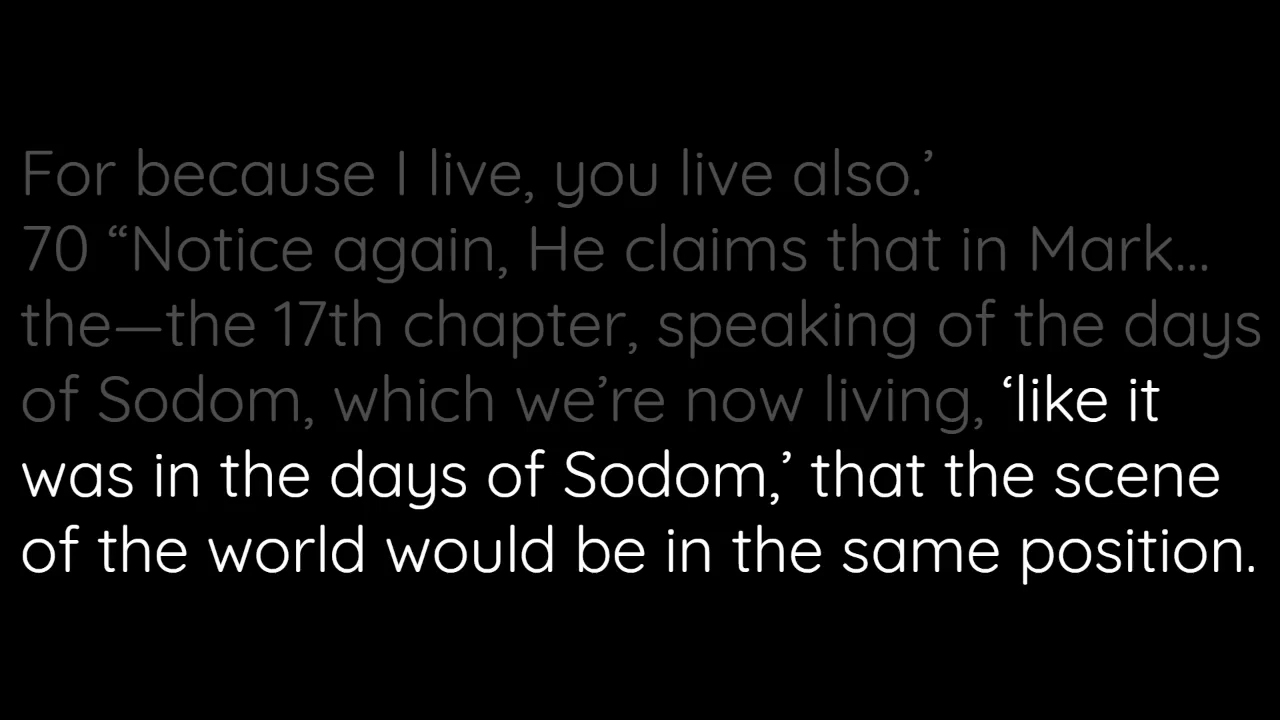 For because I live, you live also.’
70 “Notice again, He claims that in Mark...
the—the 17th chapter, speaking of the days
of Sodom, which we’re now living, ‘like it
was in the days of Sodom,’ that the scene
of the world would be in the same position.